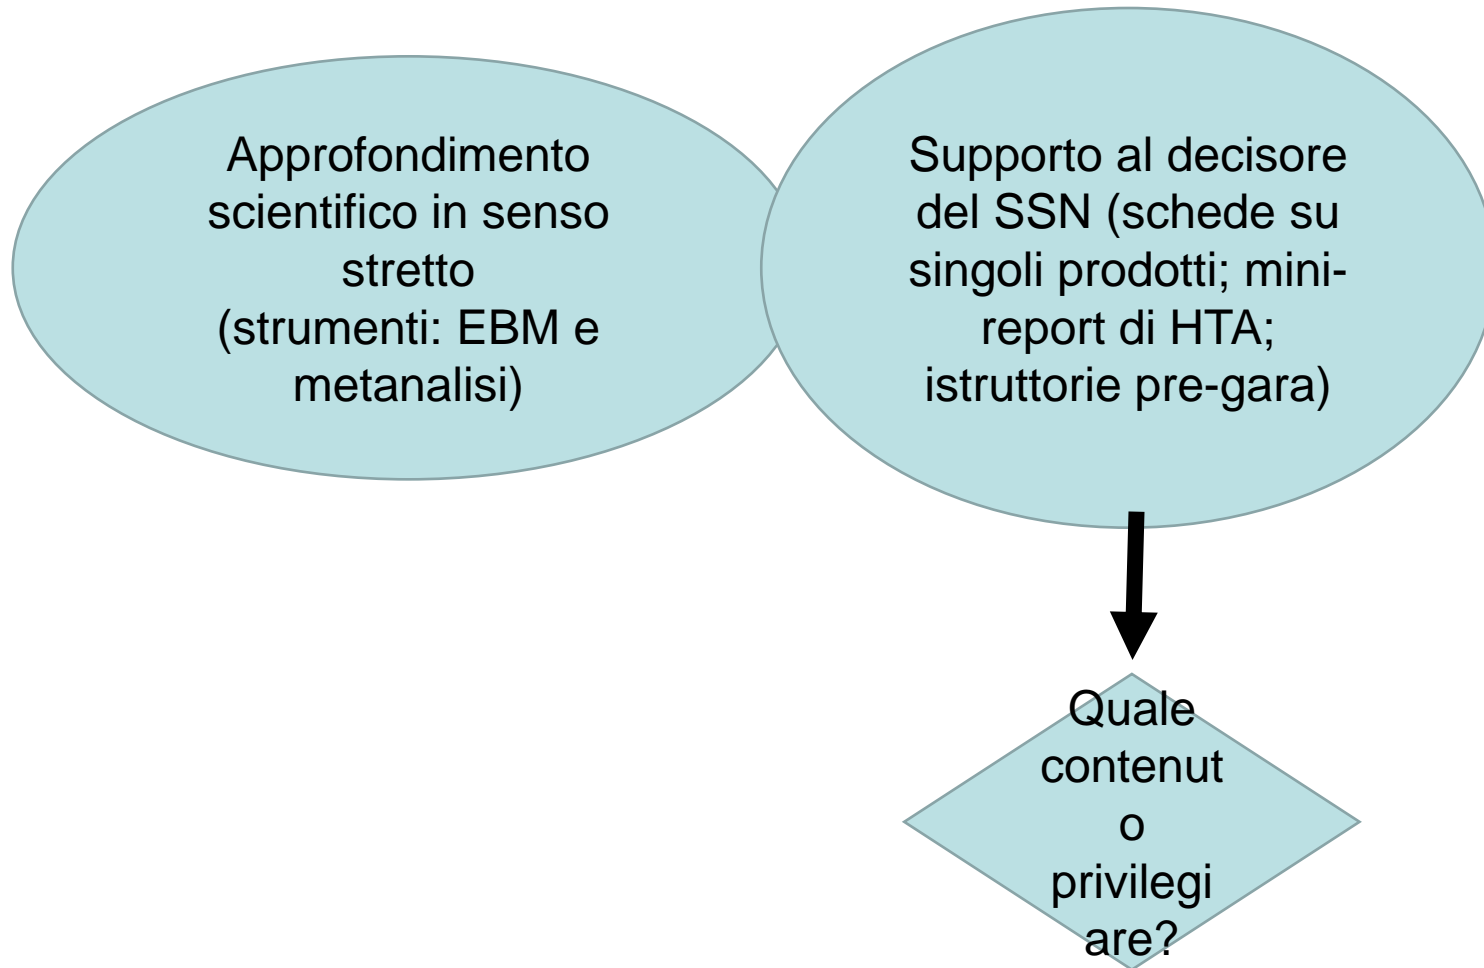 Approfondimento
scientifico in senso
stretto
(strumenti: EBM e
metanalisi)
Supporto al decisore
del SSN (schede su
singoli prodotti; mini-
report di HTA;
istruttorie pre-gara)
Quale
contenut
o
privilegi
are?